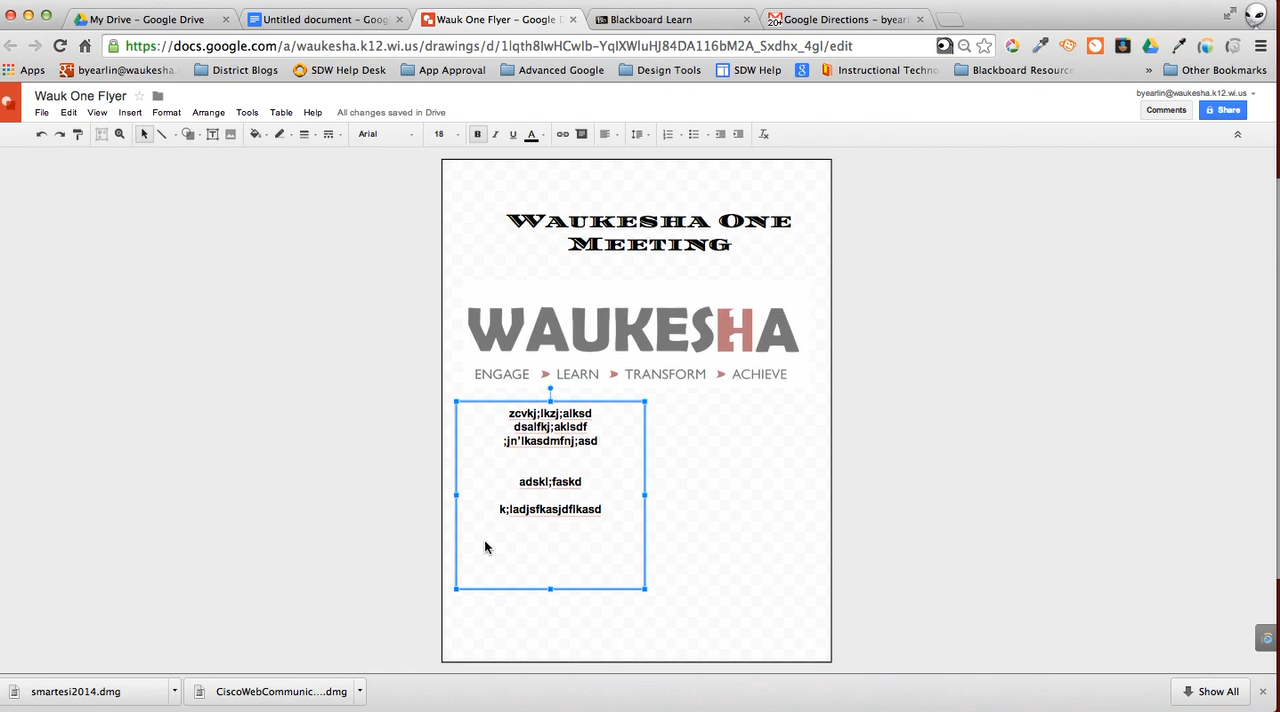 My Drive – Google Drive
Untitled document – Goog
Wauk One Flyer – Google
Bb Blackboard Learn
20+ Google Directions – byearl
https://docs.google.com/a/waukesha.k12.wi.us/drawings/d/
Apps byearlin@waukesha. District Blogs SDW Help Desk App Approval Advanced Google Design Tools SDW Help Instructional Techno Blackboard Resourc » Other Bookmarks
Wauk One Flyer
byearlin@waukesha.k12.wi.us
File Edit View Insert Format Arrange Tools Table Help All changes saved in Drive
Comments Share
Arial 18 B I U A
Waukesha One
Meeting
WAUKESHA
ENGAGE ➤ LEARN ➤ TRANSFORM ➤ ACHIEVE
zcvkj;lkzj;alksd
dsalfkj;aklsdf
;jn'lkasdmfnj;asd
adskl;faskd
k;ladjsfkasjdflkasd
smartesi2014.dmg
CiscoWebCommunic....dmg
Show All